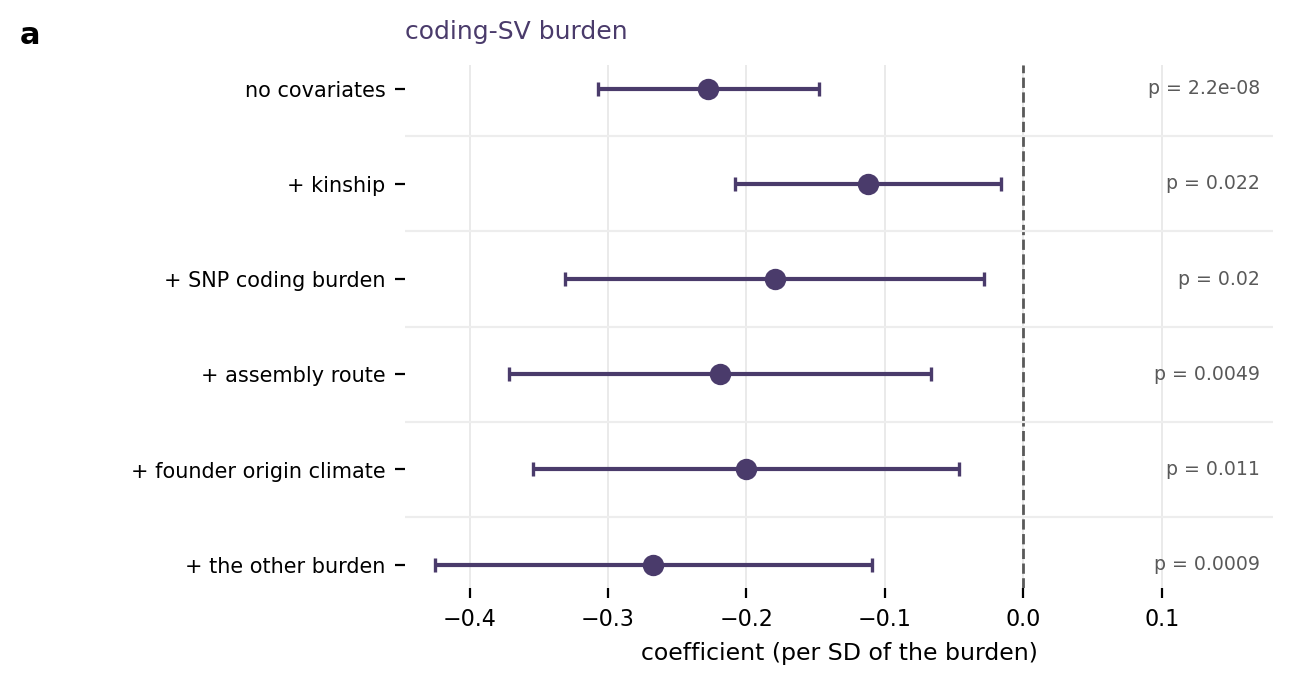 a
coding-SV burden
no covariates
p = 2.2e-08
+ kinship
p = 0.022
+ SNP coding burden
p = 0.02
+ assembly route
p = 0.0049
+ founder origin climate
p = 0.011
+ the other burden
p = 0.0009
−0.4 −0.3 −0.2 −0.1 0.0 0.1
coefficient (per SD of the burden)